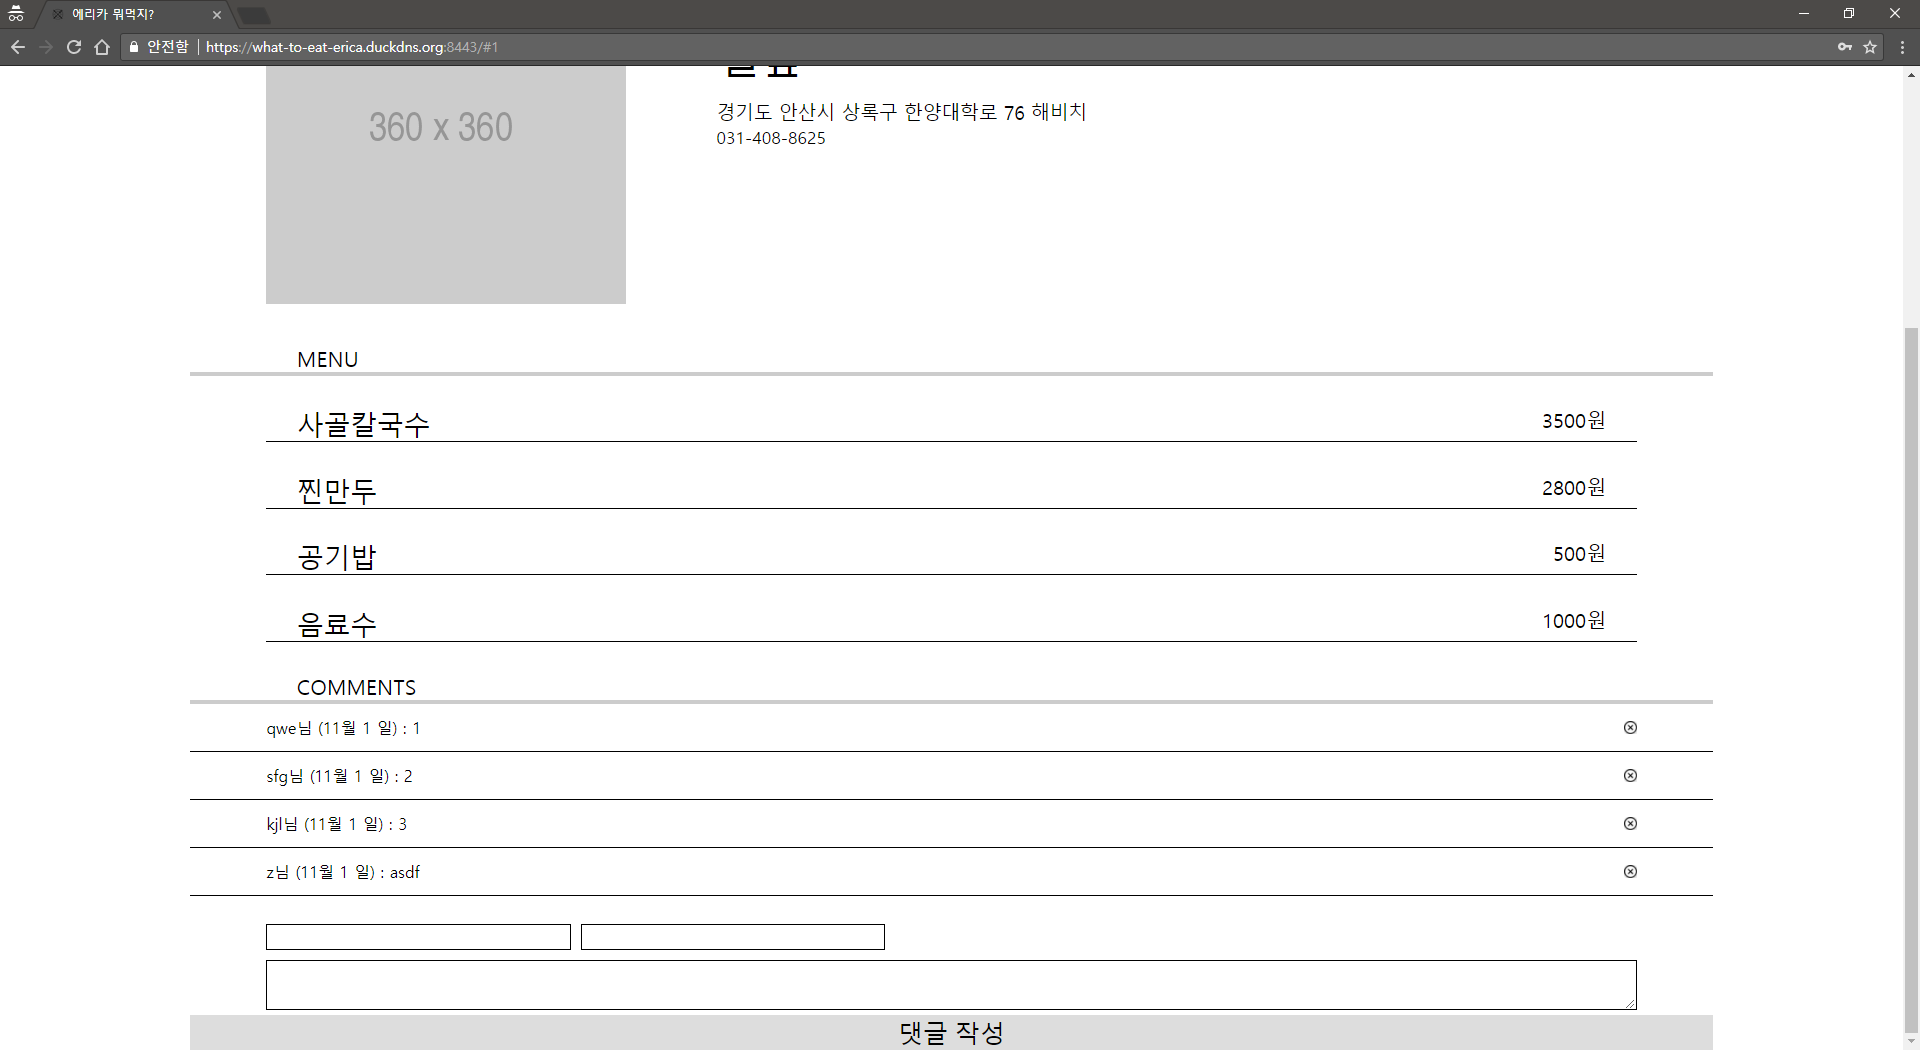 에리카 뭐먹지?
안전함 https://what-to-eat-erica.duckdns.org:8443/#1
360 x 360
경기도 안산시 상록구 한양대학로 76 해비치
031-408-8625
MENU
사골칼국수 3500원
찐만두 2800원
공기밥 500원
음료수 1000원
COMMENTS
qwe님 (11월 1 일) : 1
sfg님 (11월 1 일) : 2
kjl님 (11월 1 일) : 3
z님 (11월 1 일) : asdf
댓글 작성